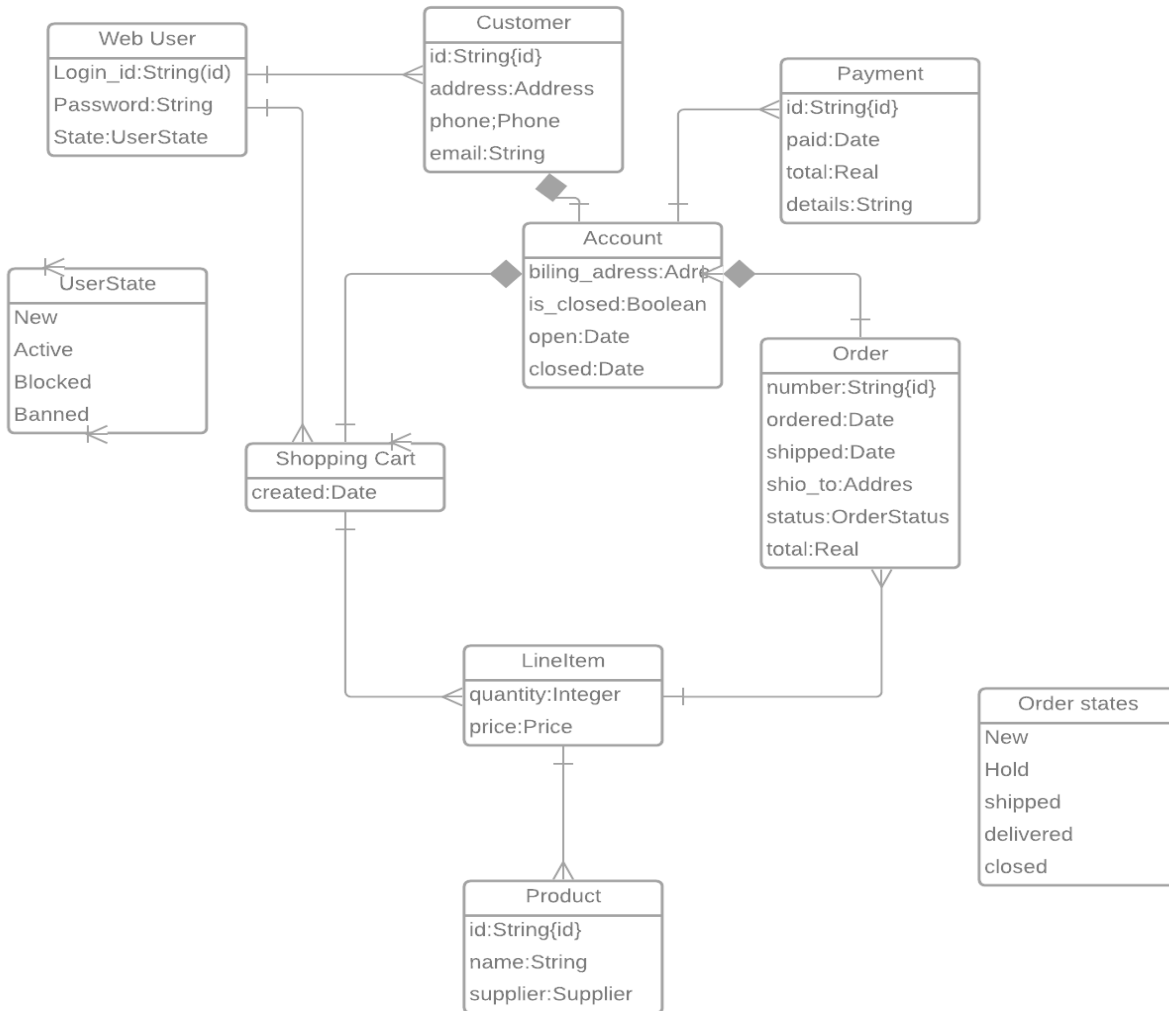 Web User
Login_id:String(id)
Password:String
State:UserState
Customer
id:String{id}
address:Address
phone;Phone
email:String
Payment
id:String{id}
paid:Date
total:Real
details:String
Account
biling_adress:Adre
is_closed:Boolean
open:Date
closed:Date
UserState
New
Active
Blocked
Banned
Order
number:String{id}
ordered:Date
shipped:Date
shio_to:Addres
status:OrderStatus
total:Real
Shopping Cart
created:Date
LineItem
quantity:Integer
price:Price
Order states
New
Hold
shipped
delivered
closed
Product
id:String{id}
name:String
supplier:Supplier